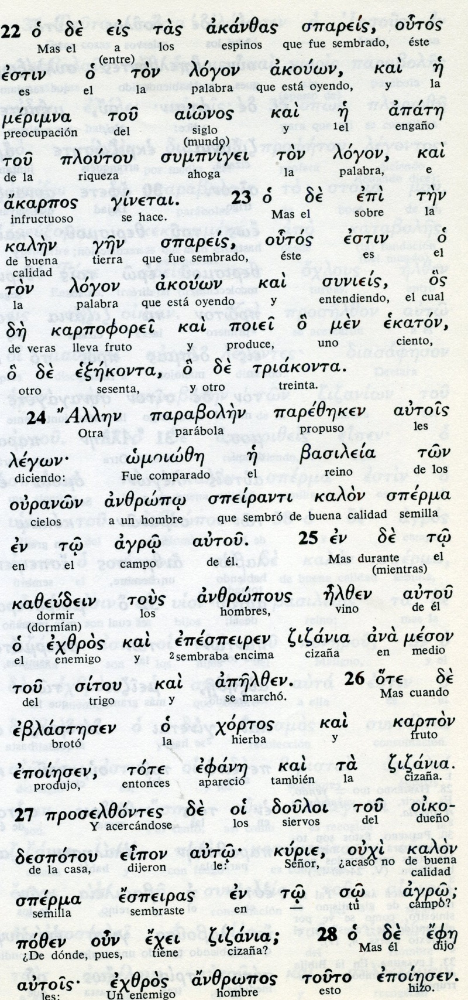 22 ὁ δὲ εἰς τὰς ἀκάνθας σπαρείς, οὗτός
Mas el a los espinos que fue sembrado, éste
(entre)
ἐστιν ὁ τὸν λόγον ἀκούων, καὶ ἡ
es el la palabra que está oyendo, y la
μέριμνα τοῦ αἰῶνος καὶ ἡ ἀπάτη
preocupación del siglo y 1el engaño
(mundo)
τοῦ πλούτου συμπνίγει τὸν λόγον, καὶ
de la riqueza ahoga la palabra, e
ἄκαρπος γίνεται. 23 ὁ δὲ ἐπὶ τὴν
infructuoso se hace. Mas el sobre la
καλὴν γῆν σπαρείς, οὗτός ἐστιν ὁ
de buena tierra que fue sembrado, éste es el
calidad
τὸν λόγον ἀκούων καὶ συνιείς, ὃς
la palabra que está oyendo y entendiendo, el cual
δὴ καρποφορεῖ καὶ ποιεῖ ὃ μὲν ἑκατόν,
de veras lleva fruto y produce, uno ciento,
ὃ δὲ ἑξήκοντα, ὃ δὲ τριάκοντα.
otro sesenta, y otro treinta.
24 Ἄλλην παραβολὴν παρέθηκεν αὐτοῖς
Otra parábola propuso les
λέγων· ὡμοιώθη ἡ βασιλεία τῶν
diciendo: Fue comparado el reino de los
οὐρανῶν ἀνθρώπῳ σπείραντι καλὸν σπέρμα
cielos a un hombre que sembró de buena calidad semilla
ἐν τῷ ἀγρῷ αὐτοῦ. 25 ἐν δὲ τῷ
en el campo de él. Mas durante el
(mientras)
καθεύδειν τοὺς ἀνθρώπους ἦλθεν αὐτοῦ
dormir los hombres, vino de él
(dormían)
ὁ ἐχθρὸς καὶ ἐπέσπειρεν ζιζάνια ἀνὰ μέσον
el enemigo y 2sembraba encima cizaña en medio
τοῦ σίτου καὶ ἀπῆλθεν. 26 ὅτε δὲ
del trigo y se marchó. Mas cuando
ἐβλάστησεν ὁ χόρτος καὶ καρπὸν
brotó la hierba y fruto
ἐποίησεν, τότε ἐφάνη καὶ τὰ ζιζάνια.
produjo, entonces apareció también la cizaña.
27 προσελθόντες δὲ οἱ δοῦλοι τοῦ οἰκο-
Y acercándose los siervos del dueño
δεσπότου εἶπον αὐτῷ· κύριε, οὐχὶ καλὸν
de la casa, dijeron le: Señor, ¿acaso no de buena
calidad
σπέρμα ἔσπειρας ἐν τῷ σῷ ἀγρῷ;
semilla sembraste en — tu campo?
πόθεν οὖν ἔχει ζιζάνια; 28 ὁ δὲ ἔφη
¿De dónde, pues, tiene cizaña? Mas él dijo
αὐτοῖς· ἐχθρὸς ἄνθρωπος τοῦτο ἐποίησεν.
les: Un enemigo hombre esto hizo.